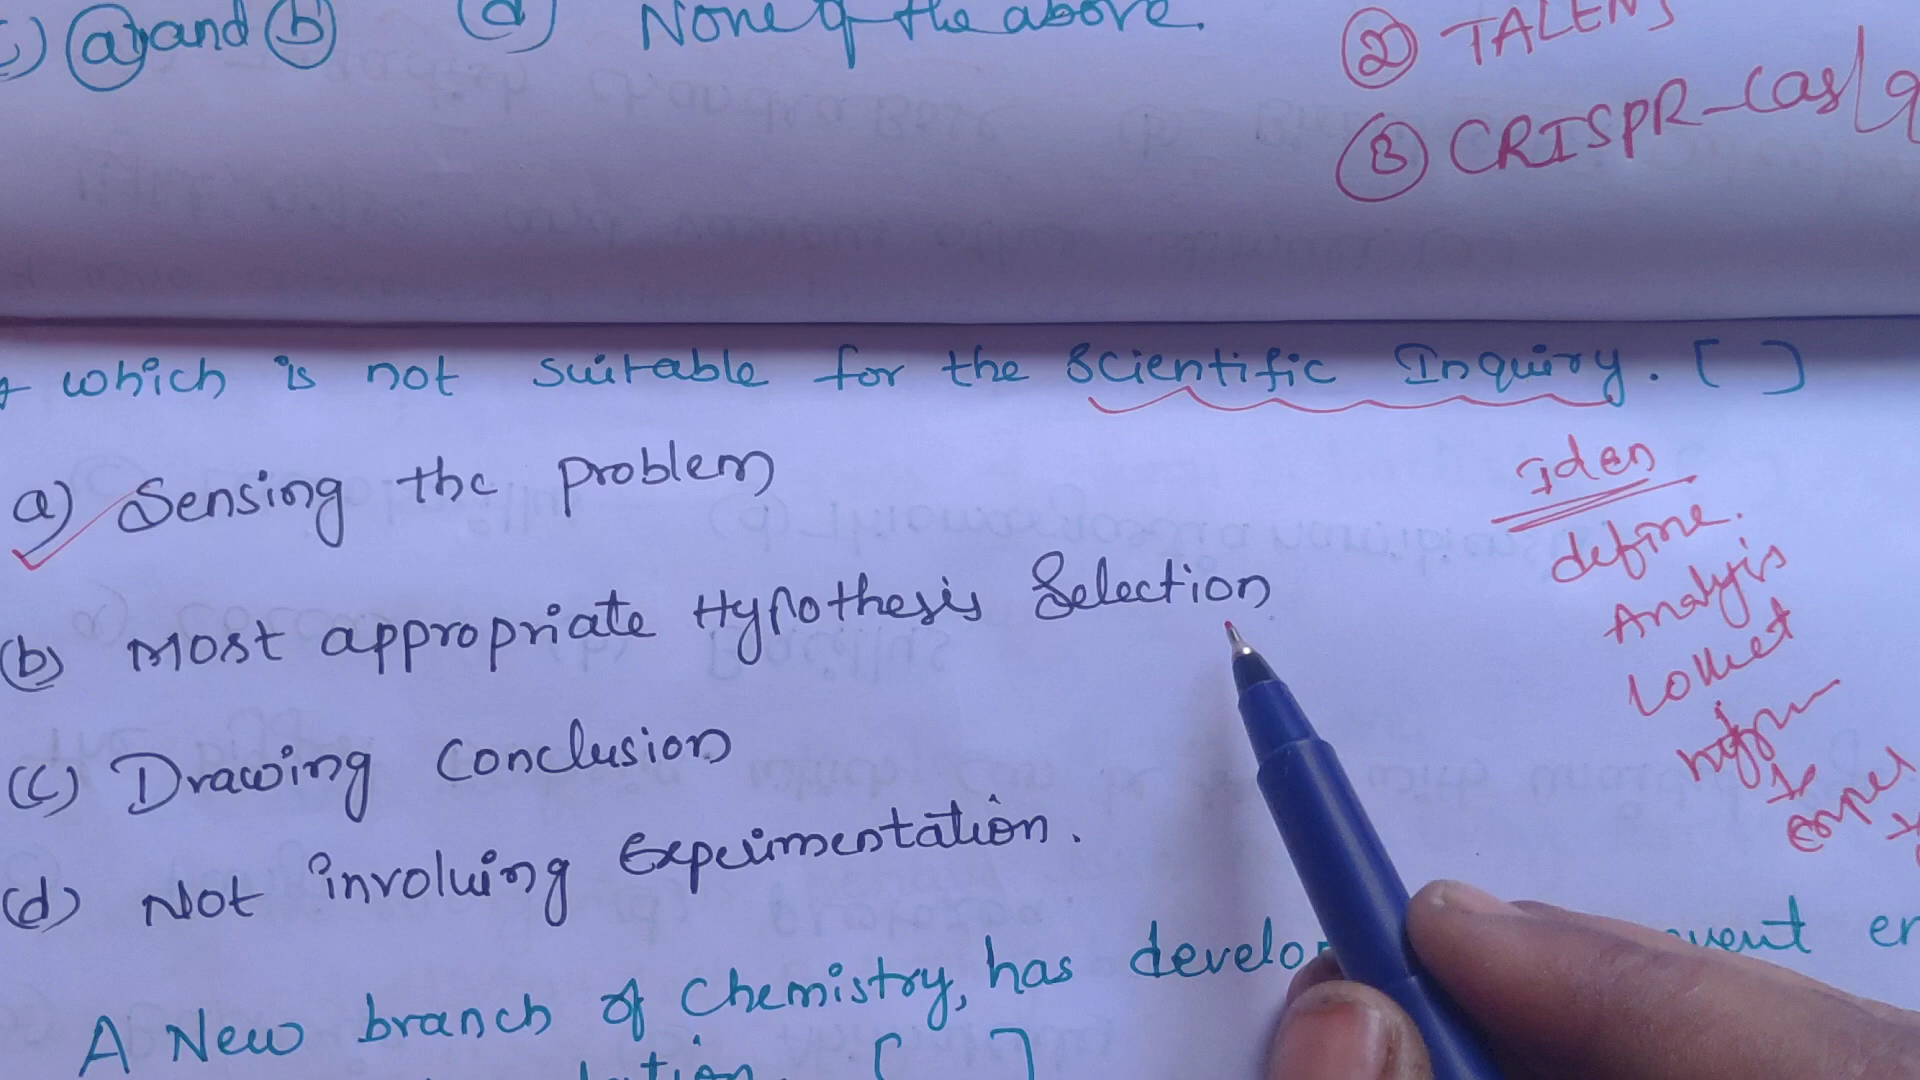 a) and b) (d) None of the above.
② TALENS
③ CRISPR-Cas/9
which is not suitable for the Scientific Inquiry. [ ]
a) Sensing the problem
(b) Most appropriate Hypothesis Selection
(c) Drawing Conclusion
(d) Not involving Experimentation.
Iden
define.
Analyis
collect
A New branch of Chemistry, has
[ ]